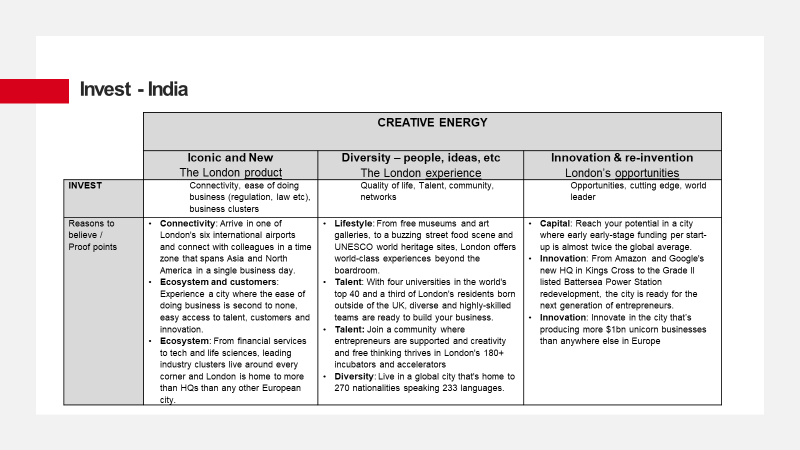 Invest - India
CREATIVE ENERGY
Iconic and New
The London product
Diversity – people, ideas, etc
The London experience
Innovation & re-invention
London's opportunities
INVEST
Connectivity, ease of doing
business (regulation, law etc),
business clusters
Quality of life, Talent, community,
networks
Opportunities, cutting edge, world
leader
Reasons to
believe /
Proof points
• Connectivity: Arrive in one of
London's six international airports
and connect with colleagues in a time
zone that spans Asia and North
America in a single business day.
• Ecosystem and customers:
Experience a city where the ease of
doing business is second to none,
easy access to talent, customers and
innovation.
• Ecosystem: From financial services
to tech and life sciences, leading
industry clusters live around every
corner and London is home to more
than HQs than any other European
city.
• Lifestyle: From free museums and art
galleries, to a buzzing street food scene and
UNESCO world heritage sites, London offers
world-class experiences beyond the
boardroom.
• Talent: With four universities in the world's
top 40 and a third of London's residents born
outside of the UK, diverse and highly-skilled
teams are ready to build your business.
• Talent: Join a community where
entrepreneurs are supported and creativity
and free thinking thrives in London's 180+
incubators and accelerators
• Diversity: Live in a global city that's home to
270 nationalities speaking 233 languages.
• Capital: Reach your potential in a city
where early early-stage funding per start-
up is almost twice the global average.
• Innovation: From Amazon and Google's
new HQ in Kings Cross to the Grade II
listed Battersea Power Station
redevelopment, the city is ready for the
next generation of entrepreneurs.
• Innovation: Innovate in the city that's
producing more $1bn unicorn businesses
than anywhere else in Europe